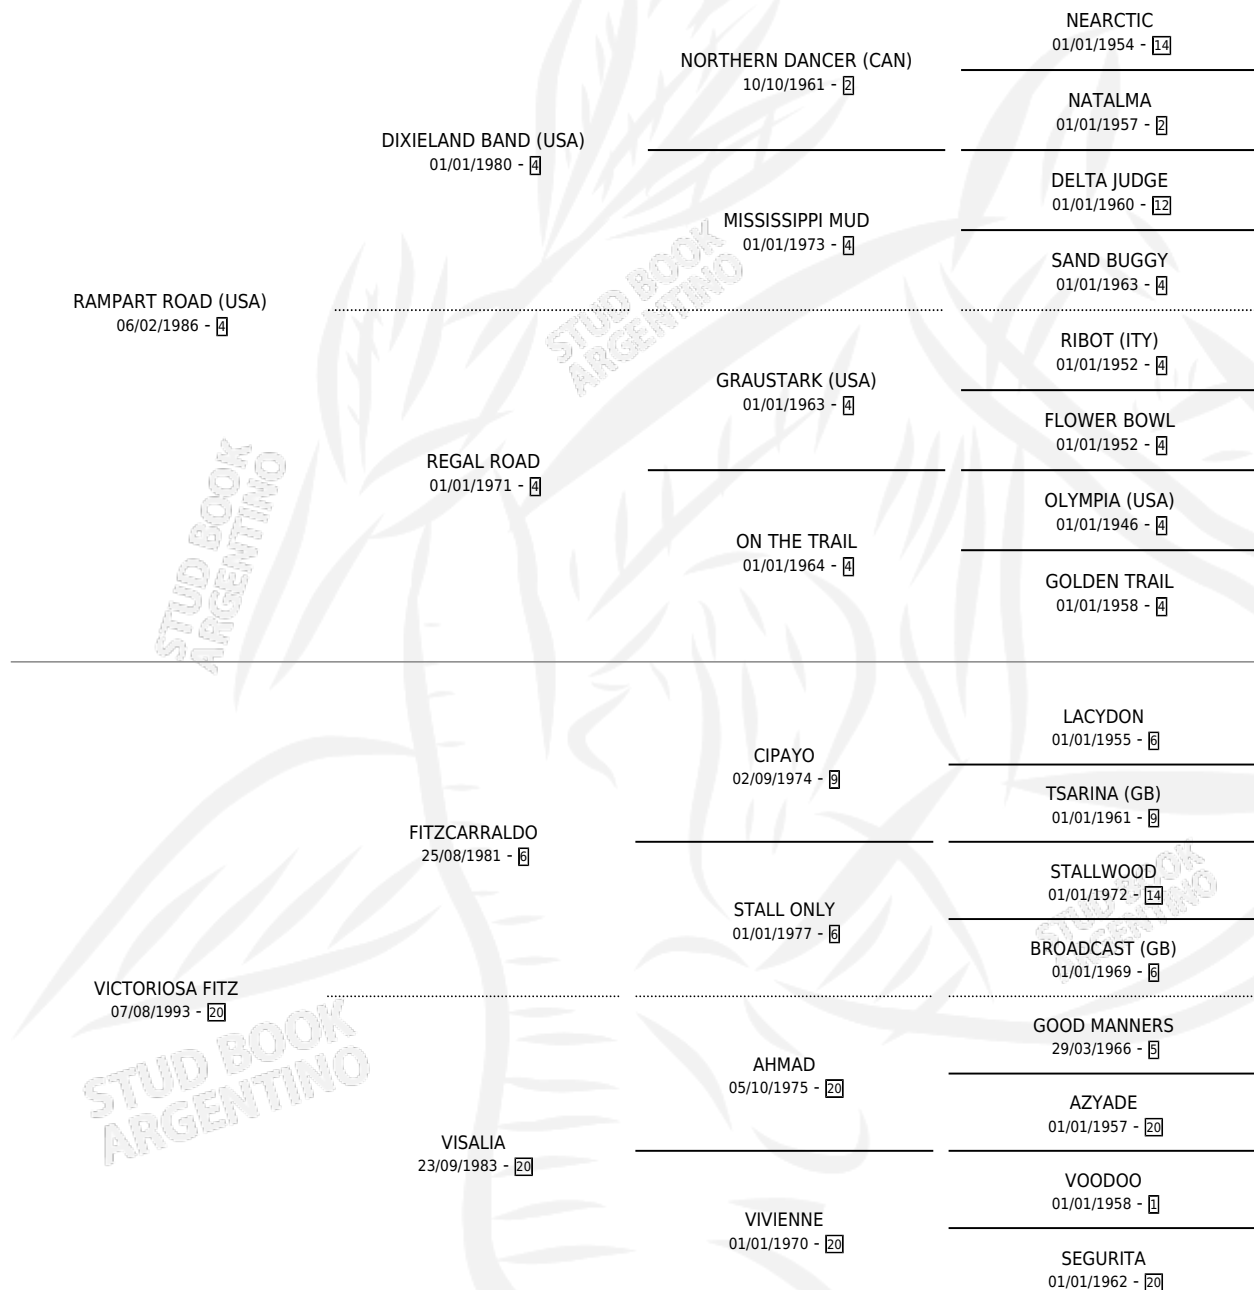 NEARCTIC
01/01/1954 - 14
NORTHERN DANCER (CAN)
10/10/1961 - 2
NATALMA
01/01/1957 - 2
DIXIELAND BAND (USA)
01/01/1980 - 4
DELTA JUDGE
01/01/1960 - 12
MISSISSIPPI MUD
01/01/1973 - 4
SAND BUGGY
01/01/1963 - 4
RAMPART ROAD (USA)
06/02/1986 - 4
RIBOT (ITY)
01/01/1952 - 4
GRAUSTARK (USA)
01/01/1963 - 4
FLOWER BOWL
01/01/1952 - 4
REGAL ROAD
01/01/1971 - 4
OLYMPIA (USA)
01/01/1946 - 4
ON THE TRAIL
01/01/1964 - 4
GOLDEN TRAIL
01/01/1958 - 4
LACYDON
01/01/1955 - 6
CIPAYO
02/09/1974 - 9
TSARINA (GB)
01/01/1961 - 9
FITZCARRALDO
25/08/1981 - 6
STALLWOOD
01/01/1972 - 14
STALL ONLY
01/01/1977 - 6
BROADCAST (GB)
01/01/1969 - 6
VICTORIOSA FITZ
07/08/1993 - 20
GOOD MANNERS
29/03/1966 - 5
AHMAD
05/10/1975 - 20
AZYADE
01/01/1957 - 20
VISALIA
23/09/1983 - 20
VOODOO
01/01/1958 - 1
VIVIENNE
01/01/1970 - 20
SEGURITA
01/01/1962 - 20
STUD BOOK
ARGENTINO
STUD BOOK
ARGENTINO
STUD BOOK
ARGENTINO
STUD BOOK
ARGENTINO